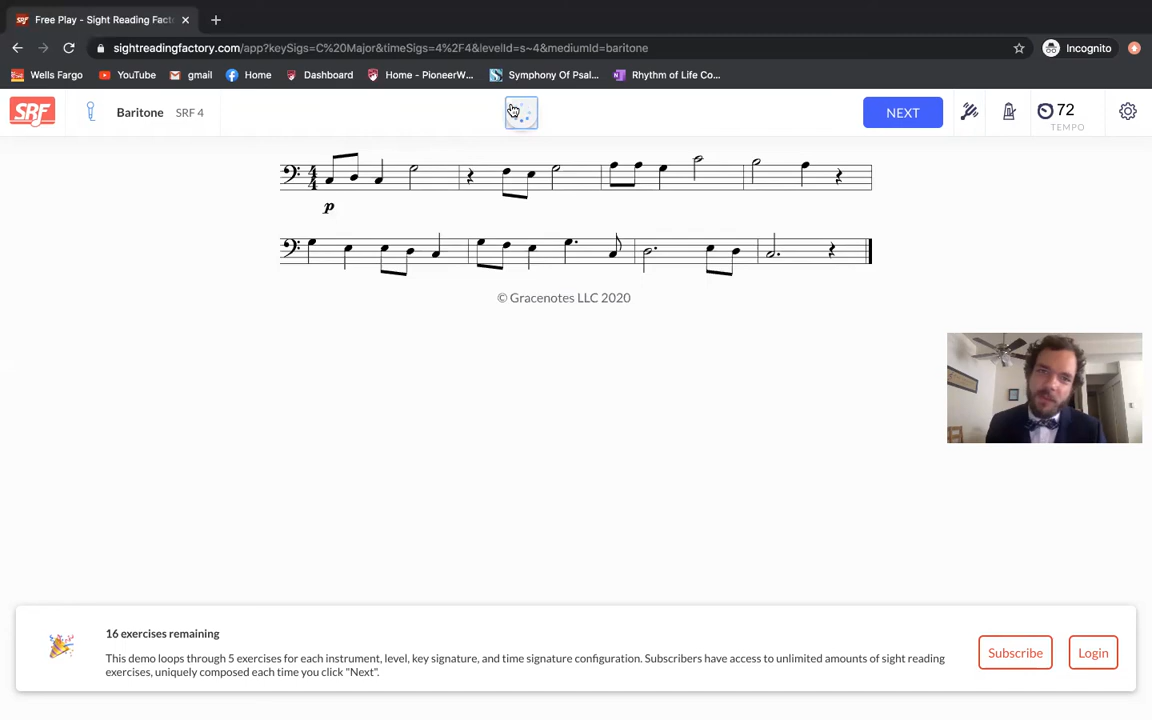 Free Play - Sight Reading Facto
sightreadingfactory.com/app?keySigs=C%20Major&timeSigs=4%2F4&levelId=s~4&mediumId=baritone
Incognito
Wells Fargo YouTube gmail Home Dashboard Home - PioneerW... Symphony Of Psal... Rhythm of Life Co...
SRF Baritone SRF 4 NEXT 72
TEMPO
4
4
p
© Gracenotes LLC 2020
16 exercises remaining
This demo loops through 5 exercises for each instrument, level, key signature, and time signature configuration. Subscribers have access to unlimited amounts of sight reading
exercises, uniquely composed each time you click "Next".
Subscribe Login